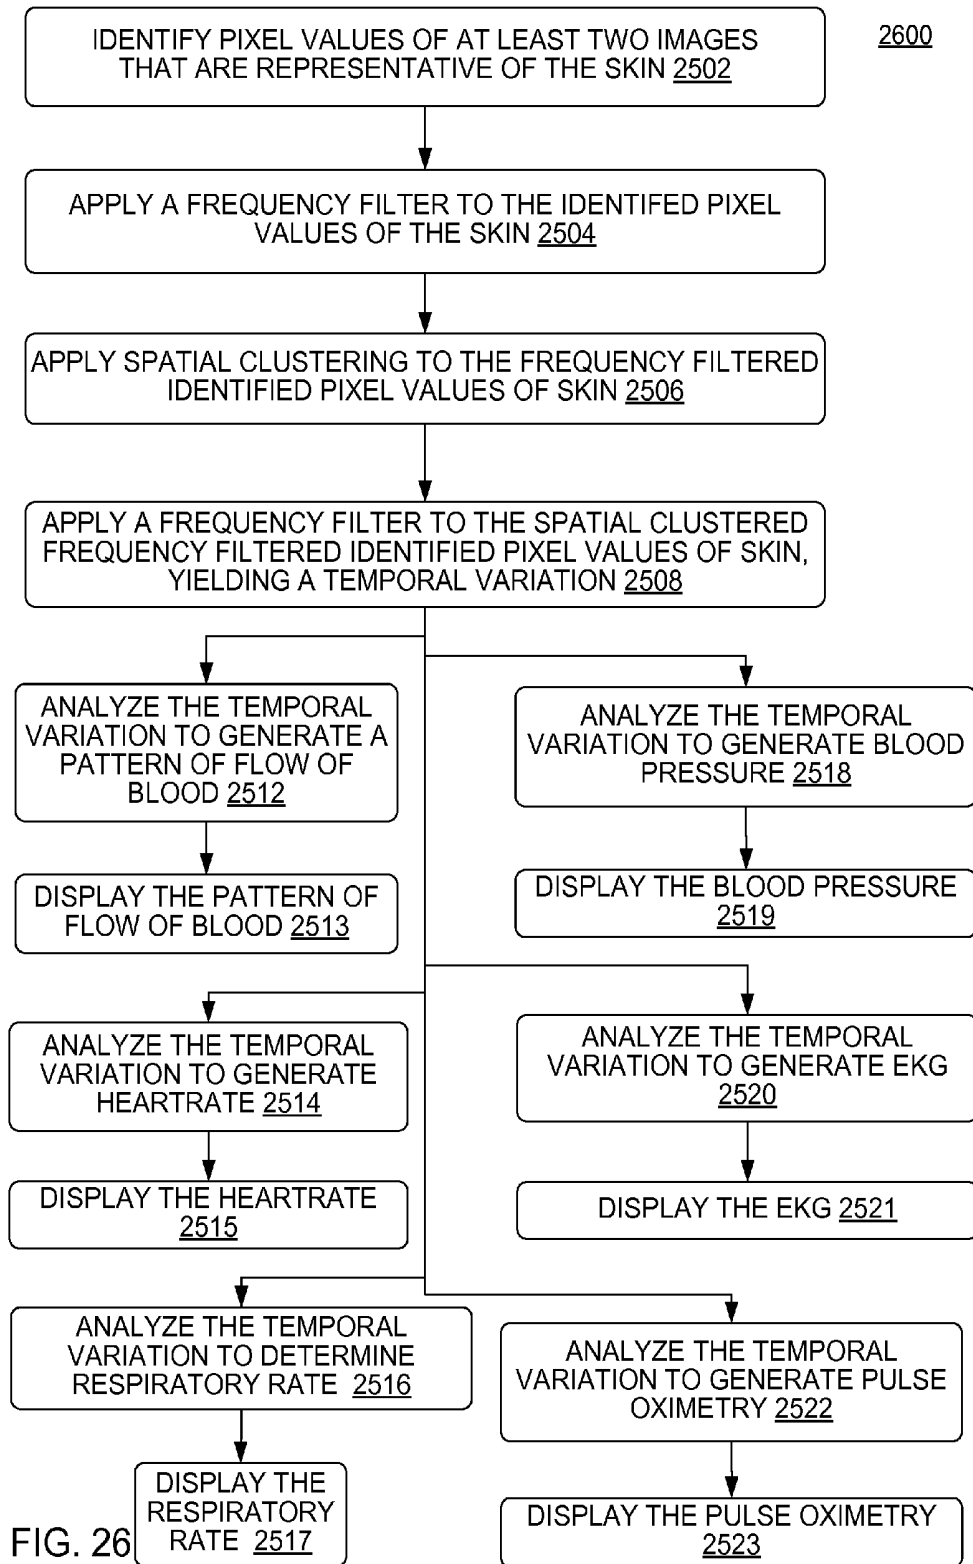 2600
IDENTIFY PIXEL VALUES OF AT LEAST TWO IMAGES
THAT ARE REPRESENTATIVE OF THE SKIN 2502
APPLY A FREQUENCY FILTER TO THE IDENTIFED PIXEL
VALUES OF THE SKIN 2504
APPLY SPATIAL CLUSTERING TO THE FREQUENCY FILTERED
IDENTIFIED PIXEL VALUES OF SKIN 2506
APPLY A FREQUENCY FILTER TO THE SPATIAL CLUSTERED
FREQUENCY FILTERED IDENTIFIED PIXEL VALUES OF SKIN,
YIELDING A TEMPORAL VARIATION 2508
ANALYZE THE TEMPORAL
VARIATION TO GENERATE A
PATTERN OF FLOW OF
BLOOD 2512
DISPLAY THE PATTERN OF
FLOW OF BLOOD 2513
ANALYZE THE TEMPORAL
VARIATION TO GENERATE BLOOD
PRESSURE 2518
DISPLAY THE BLOOD PRESSURE
2519
ANALYZE THE TEMPORAL
VARIATION TO GENERATE
HEARTRATE 2514
DISPLAY THE HEARTRATE
2515
ANALYZE THE TEMPORAL
VARIATION TO GENERATE EKG
2520
DISPLAY THE EKG 2521
ANALYZE THE TEMPORAL
VARIATION TO DETERMINE
RESPIRATORY RATE 2516
DISPLAY THE
RESPIRATORY
RATE 2517
ANALYZE THE TEMPORAL
VARIATION TO GENERATE PULSE
OXIMETRY 2522
DISPLAY THE PULSE OXIMETRY
2523
FIG. 26